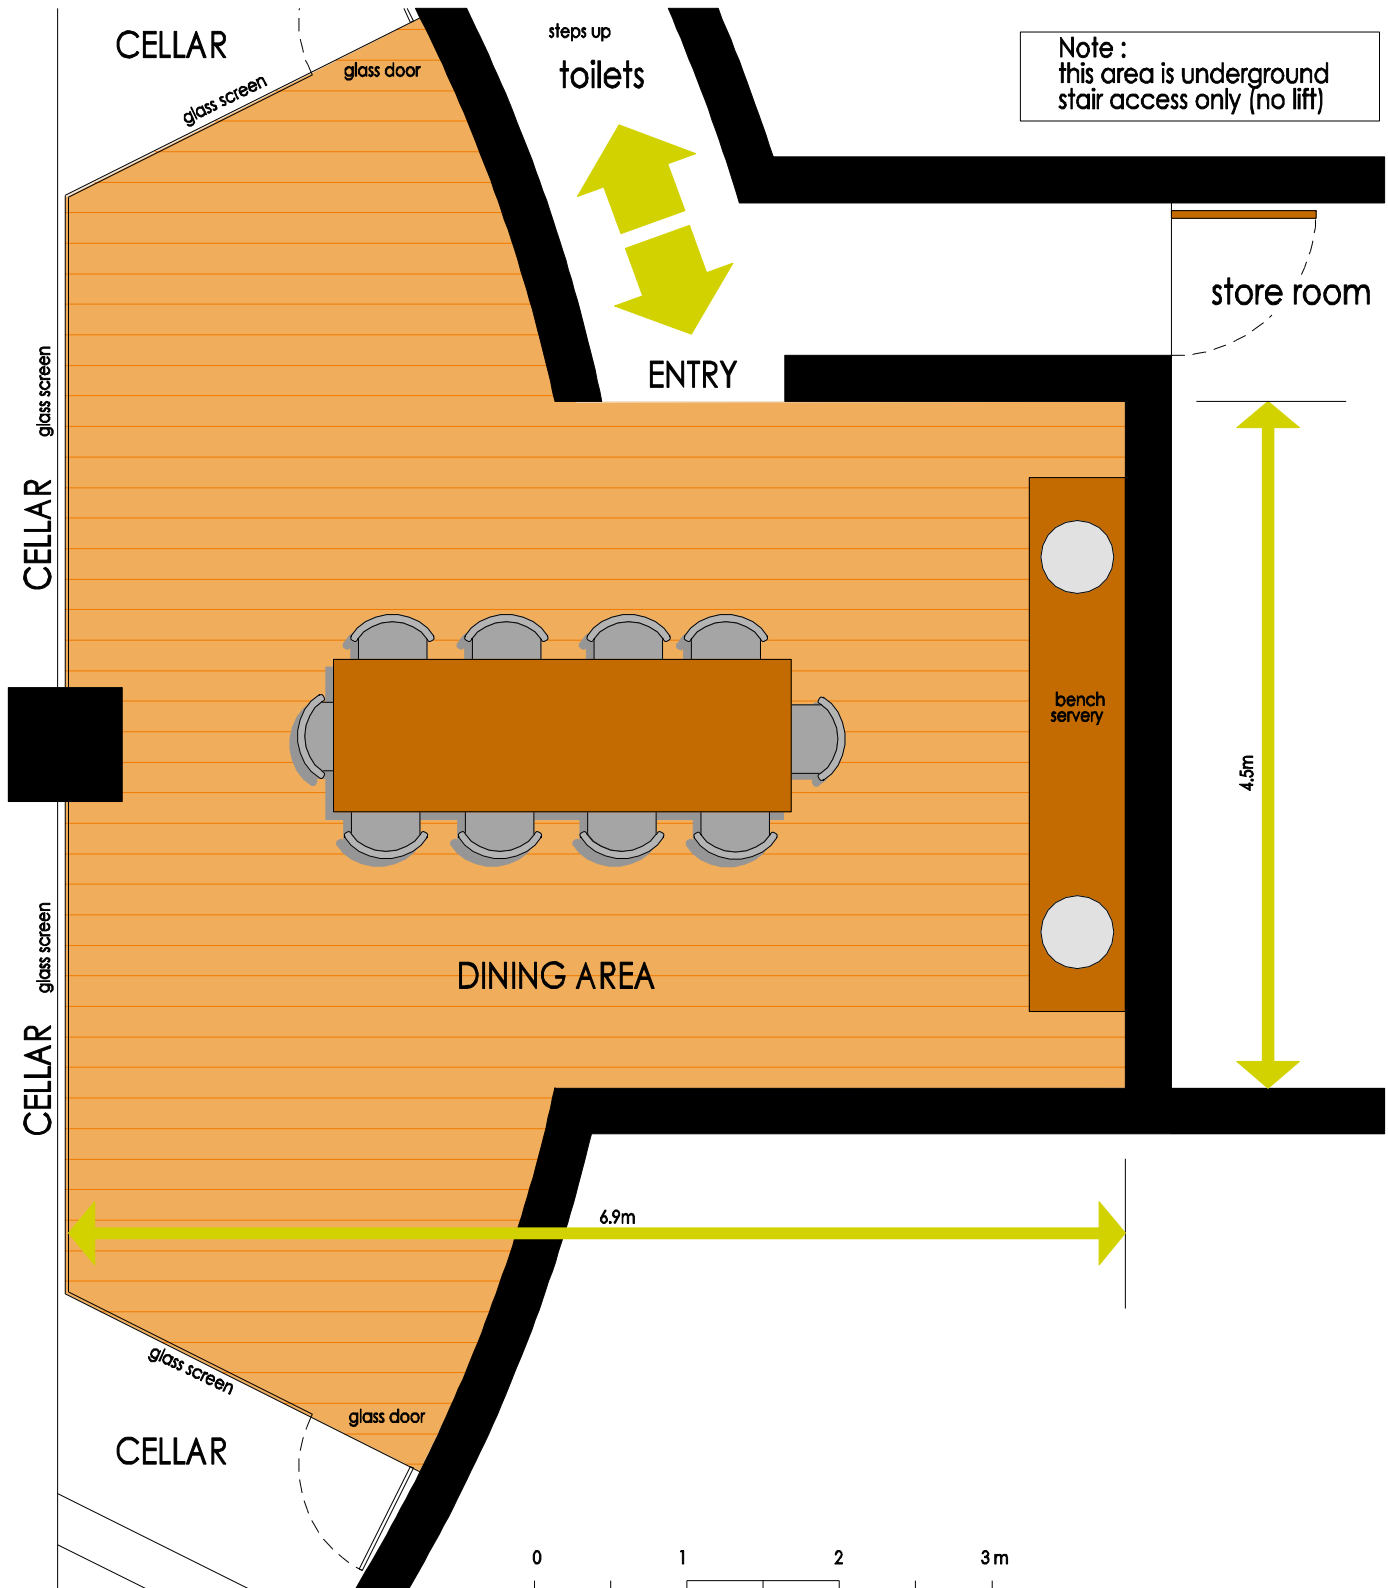 CELLAR
glass screen
glass door
steps up
toilets
Note :
this area is underground
stair access only (no lift)
store room
ENTRY
glass screen
CELLAR
bench
servery
4.5m
glass screen
DINING AREA
CELLAR
6.9m
glass screen
glass door
CELLAR
0 1 2 3 m